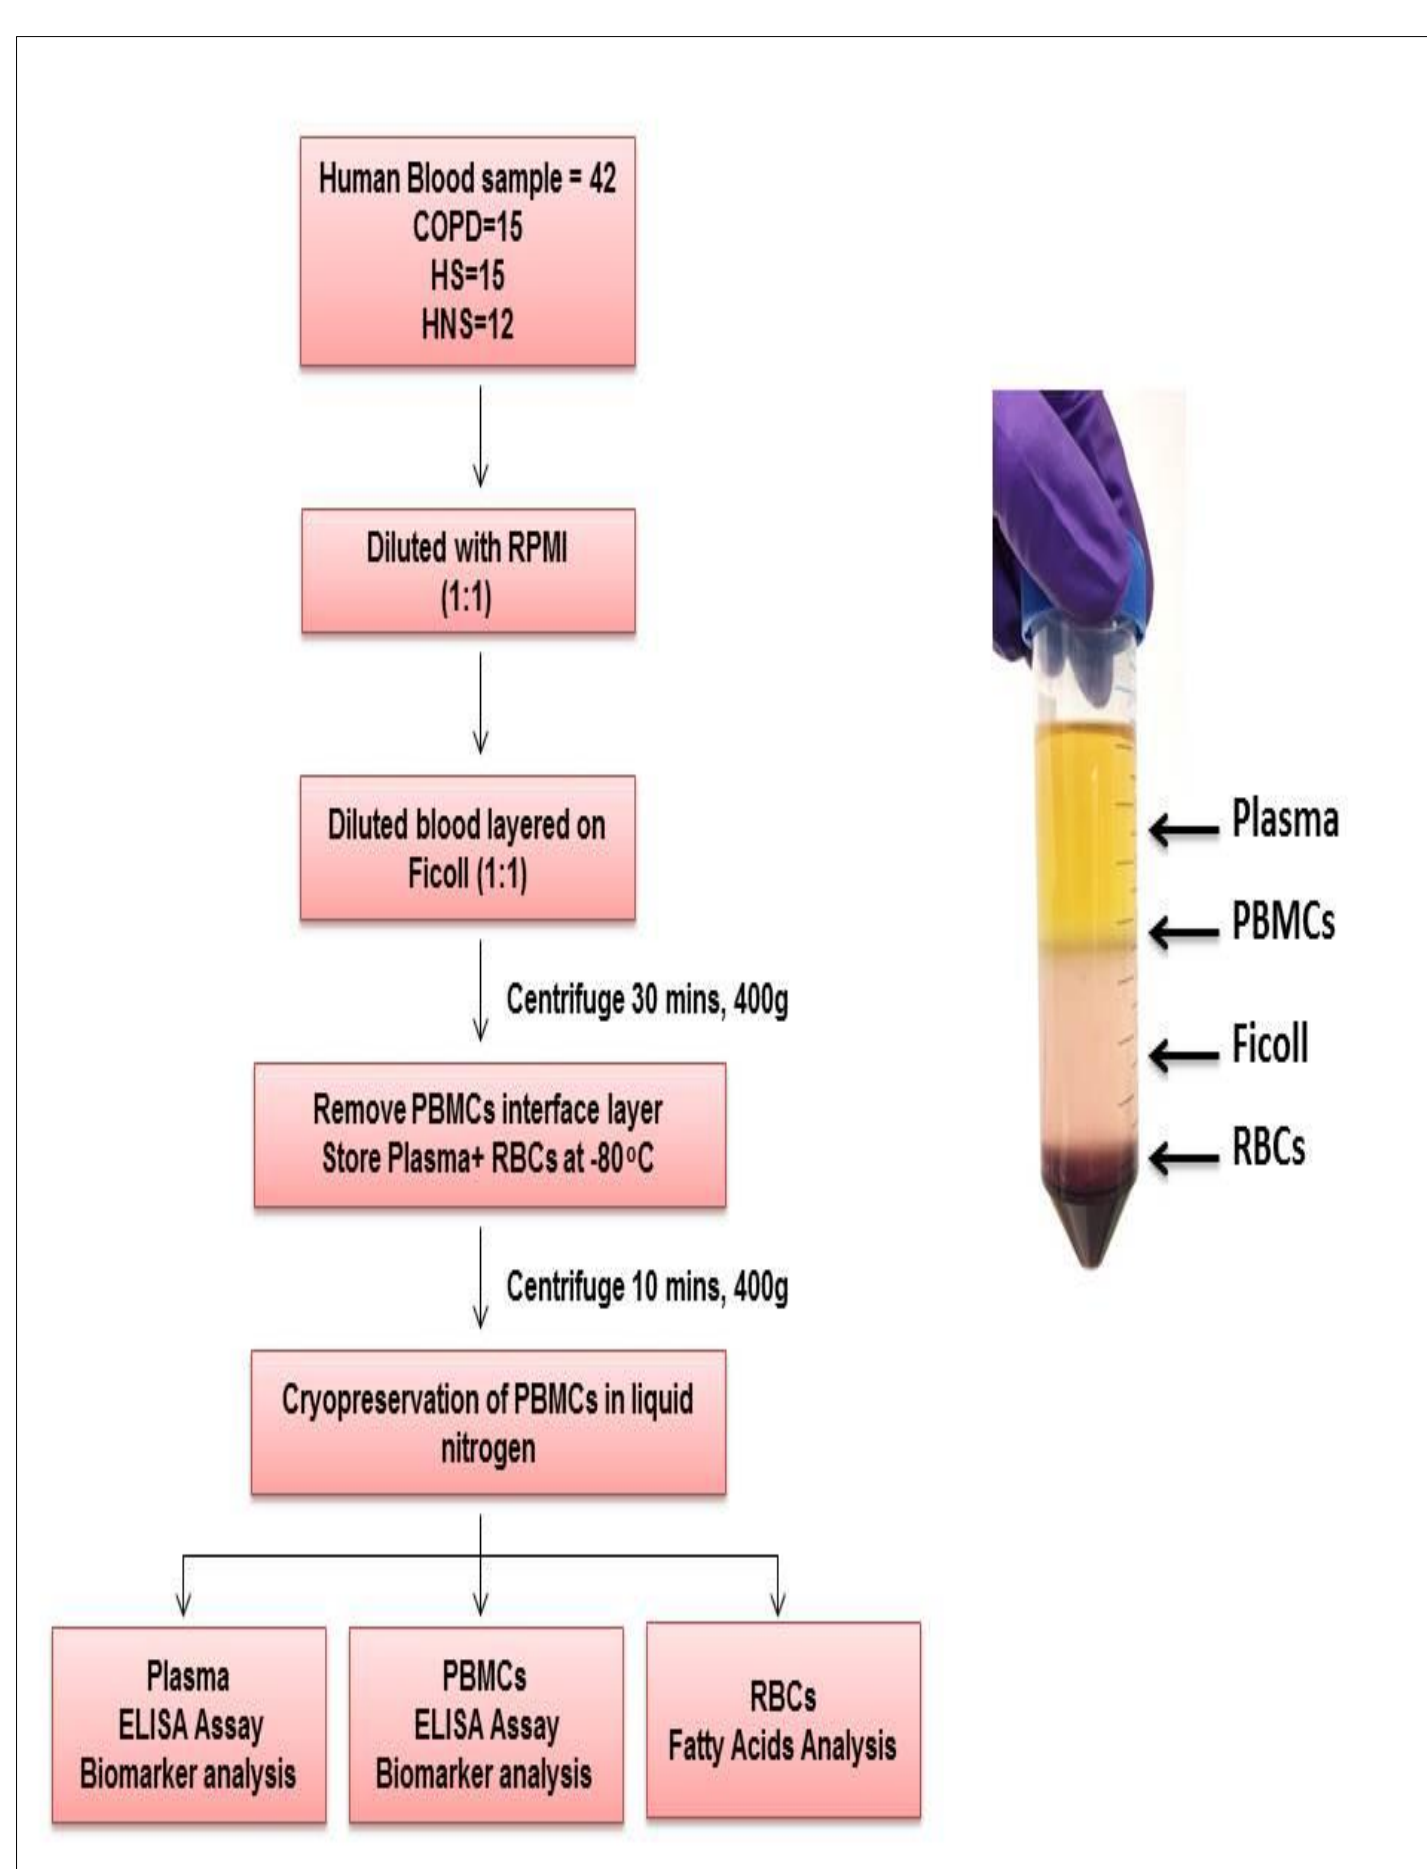 Human Blood sample = 42
COPD=15
HS=15
HNS=12
Diluted with RPMI
(1:1)
Diluted blood layered on
Ficoll (1:1)
Centrifuge 30 mins, 400g
Remove PBMCs interface layer
Store Plasma+ RBCs at -80°C
Centrifuge 10 mins, 400g
Cryopreservation of PBMCs in liquid
nitrogen
Plasma
ELISA Assay
Biomarker analysis
PBMCs
ELISA Assay
Biomarker analysis
RBCs
Fatty Acids Analysis
Plasma
PBMCs
Ficoll
RBCs